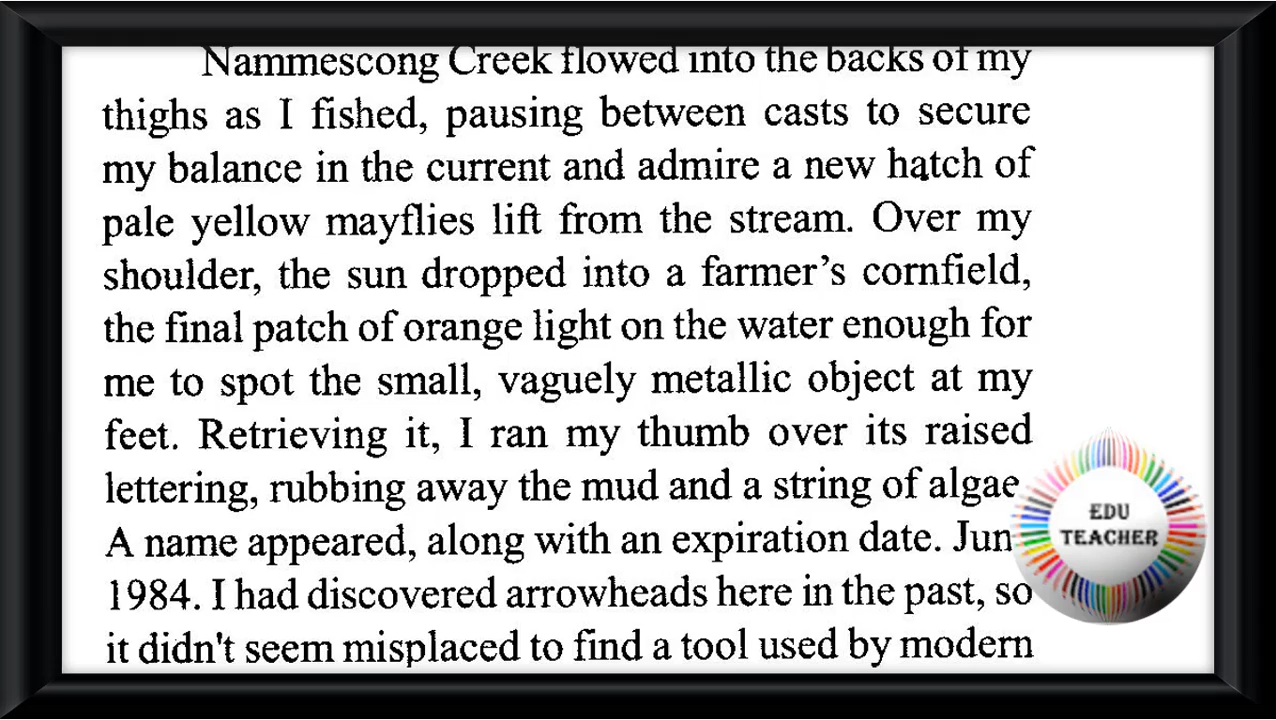 Nammescong Creek flowed into the backs of my
thighs as I fished, pausing between casts to secure
my balance in the current and admire a new hatch of
pale yellow mayflies lift from the stream. Over my
shoulder, the sun dropped into a farmer’s cornfield,
the final patch of orange light on the water enough for
me to spot the small, vaguely metallic object at my
feet. Retrieving it, I ran my thumb over its raised
lettering, rubbing away the mud and a string of algae
A name appeared, along with an expiration date. Jun
1984. I had discovered arrowheads here in the past, so
it didn't seem misplaced to find a tool used by modern
EDU
TEACHER